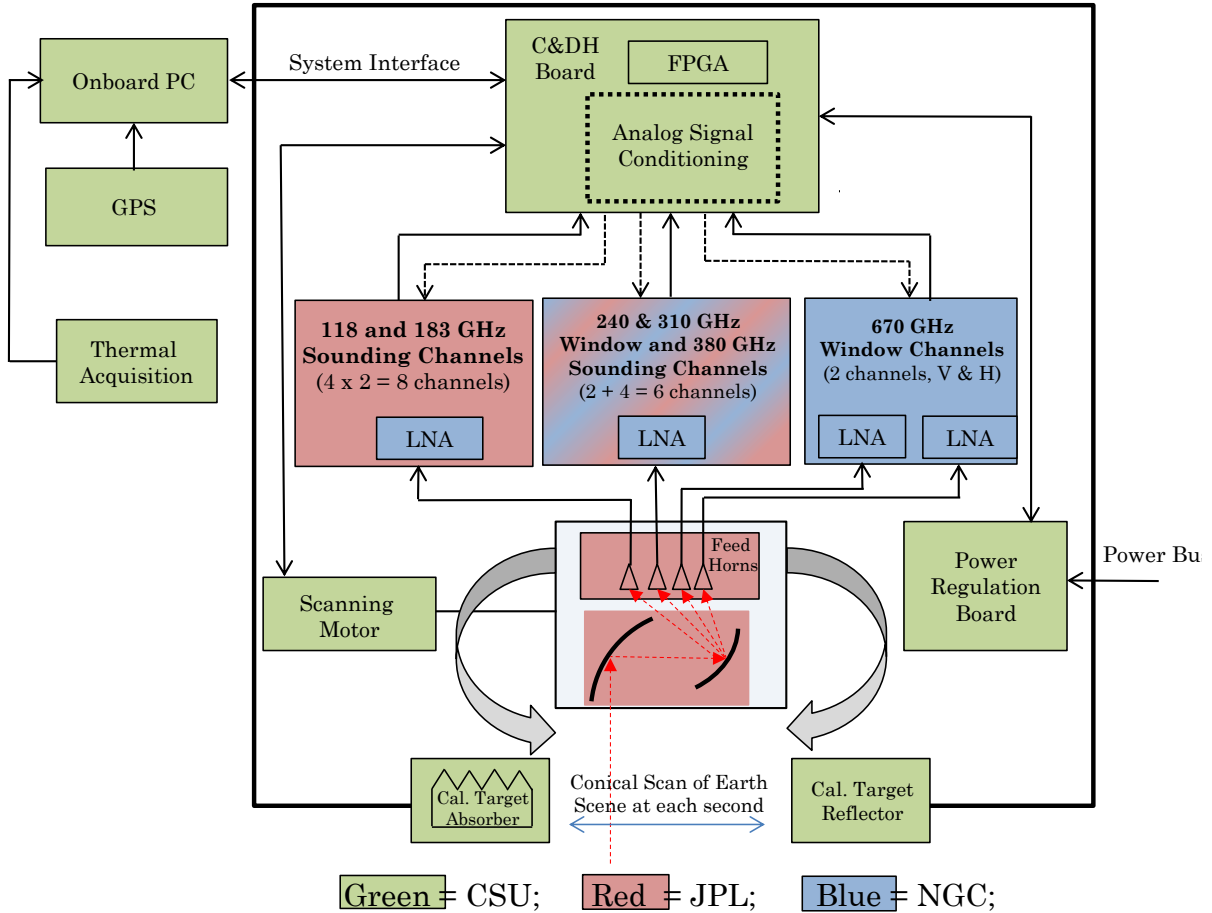 Onboard PC
GPS
Thermal
Acquisition
System Interface
C&DH
Board
FPGA
Analog Signal
Conditioning
118 and 183 GHz
Sounding Channels
(4 x 2 = 8 channels)
LNA
240 & 310 GHz
Window and 380 GHz
Sounding Channels
(2 + 4 = 6 channels)
LNA
670 GHz
Window Channels
(2 channels, V & H)
LNA
LNA
Feed
Horns
Scanning
Motor
Power
Regulation
Board
Power Bu
Cal. Target
Absorber
Conical Scan of Earth
Scene at each second
Cal. Target
Reflector
Green = CSU;
Red = JPL;
Blue = NGC;